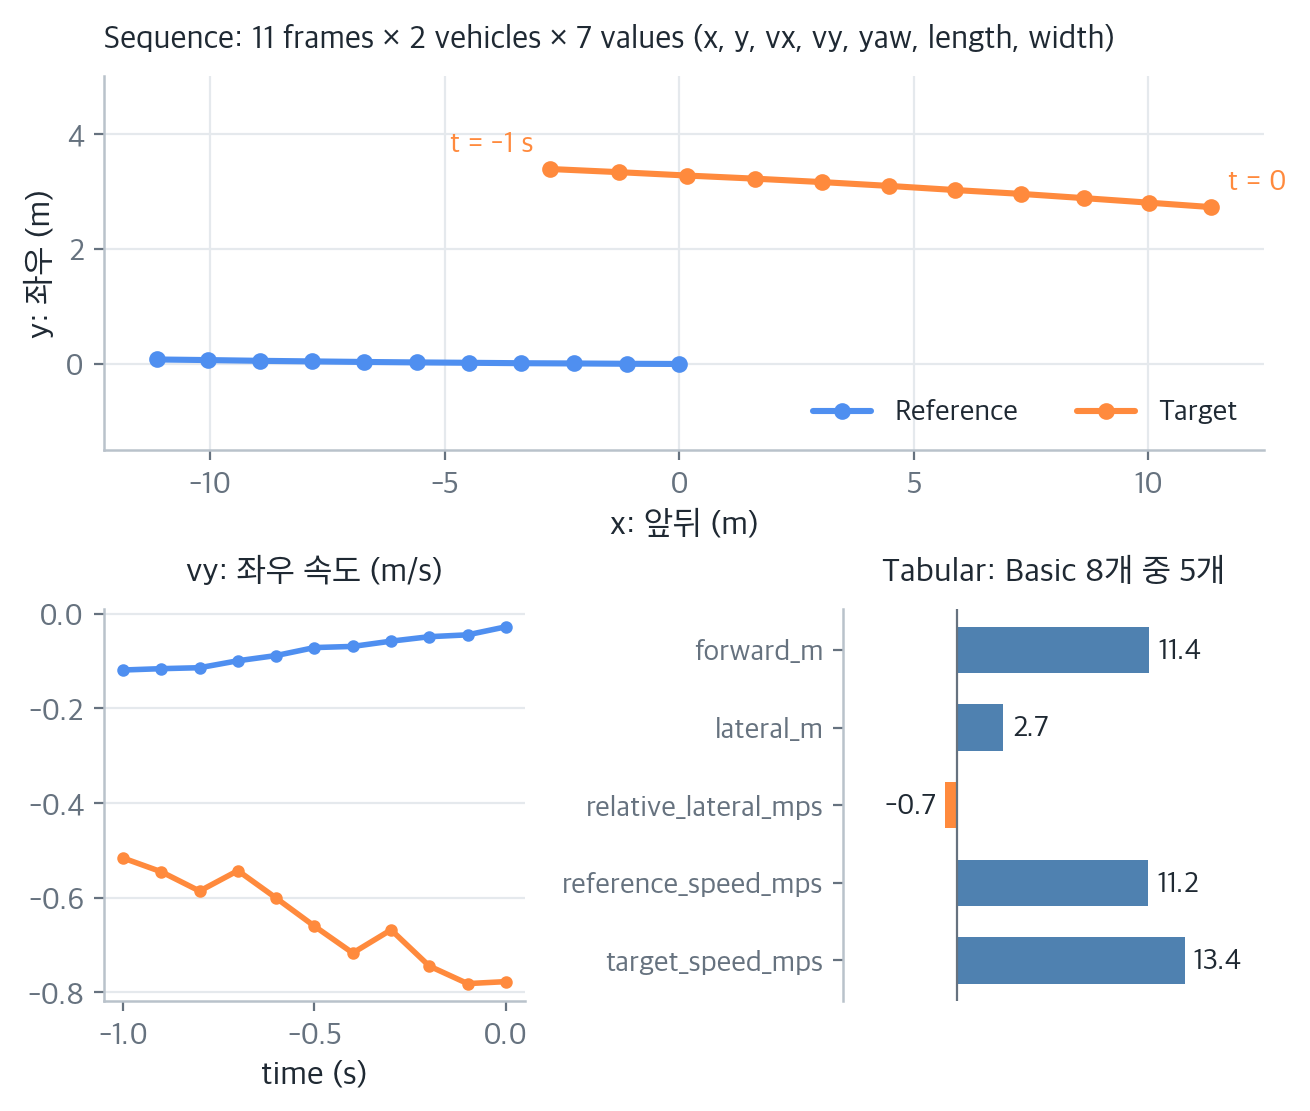 Sequence: 11 frames × 2 vehicles × 7 values (x, y, vx, vy, yaw, length, width)
4
2
0
y: 좌우 (m)
t = -1 s
t = 0
Reference
Target
-10
-5
0
5
10
x: 앞뒤 (m)
vy: 좌우 속도 (m/s)
0.0
-0.2
-0.4
-0.6
-0.8
-1.0
-0.5
0.0
time (s)
Tabular: Basic 8개 중 5개
forward_m
11.4
lateral_m
2.7
relative_lateral_mps
-0.7
reference_speed_mps
11.2
target_speed_mps
13.4